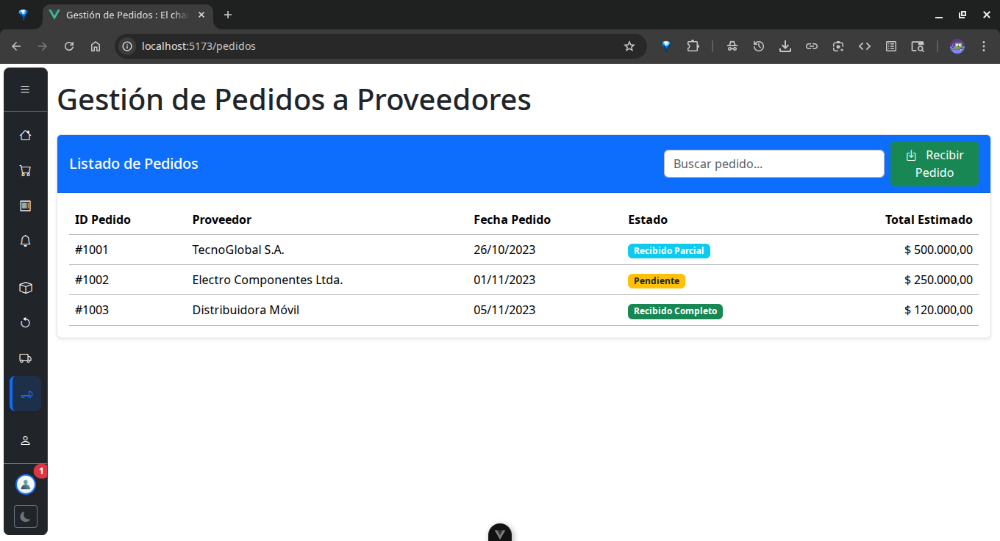 Gestión de Pedidos : El cha
localhost:5173/pedidos
Gestión de Pedidos a Proveedores
Listado de Pedidos
Buscar pedido...
Recibir
Pedido
ID Pedido Proveedor Fecha Pedido Estado Total Estimado
#1001 TecnoGlobal S.A. 26/10/2023 Recibido Parcial $ 500.000,00
#1002 Electro Componentes Ltda. 01/11/2023 Pendiente $ 250.000,00
#1003 Distribuidora Móvil 05/11/2023 Recibido Completo $ 120.000,00
1